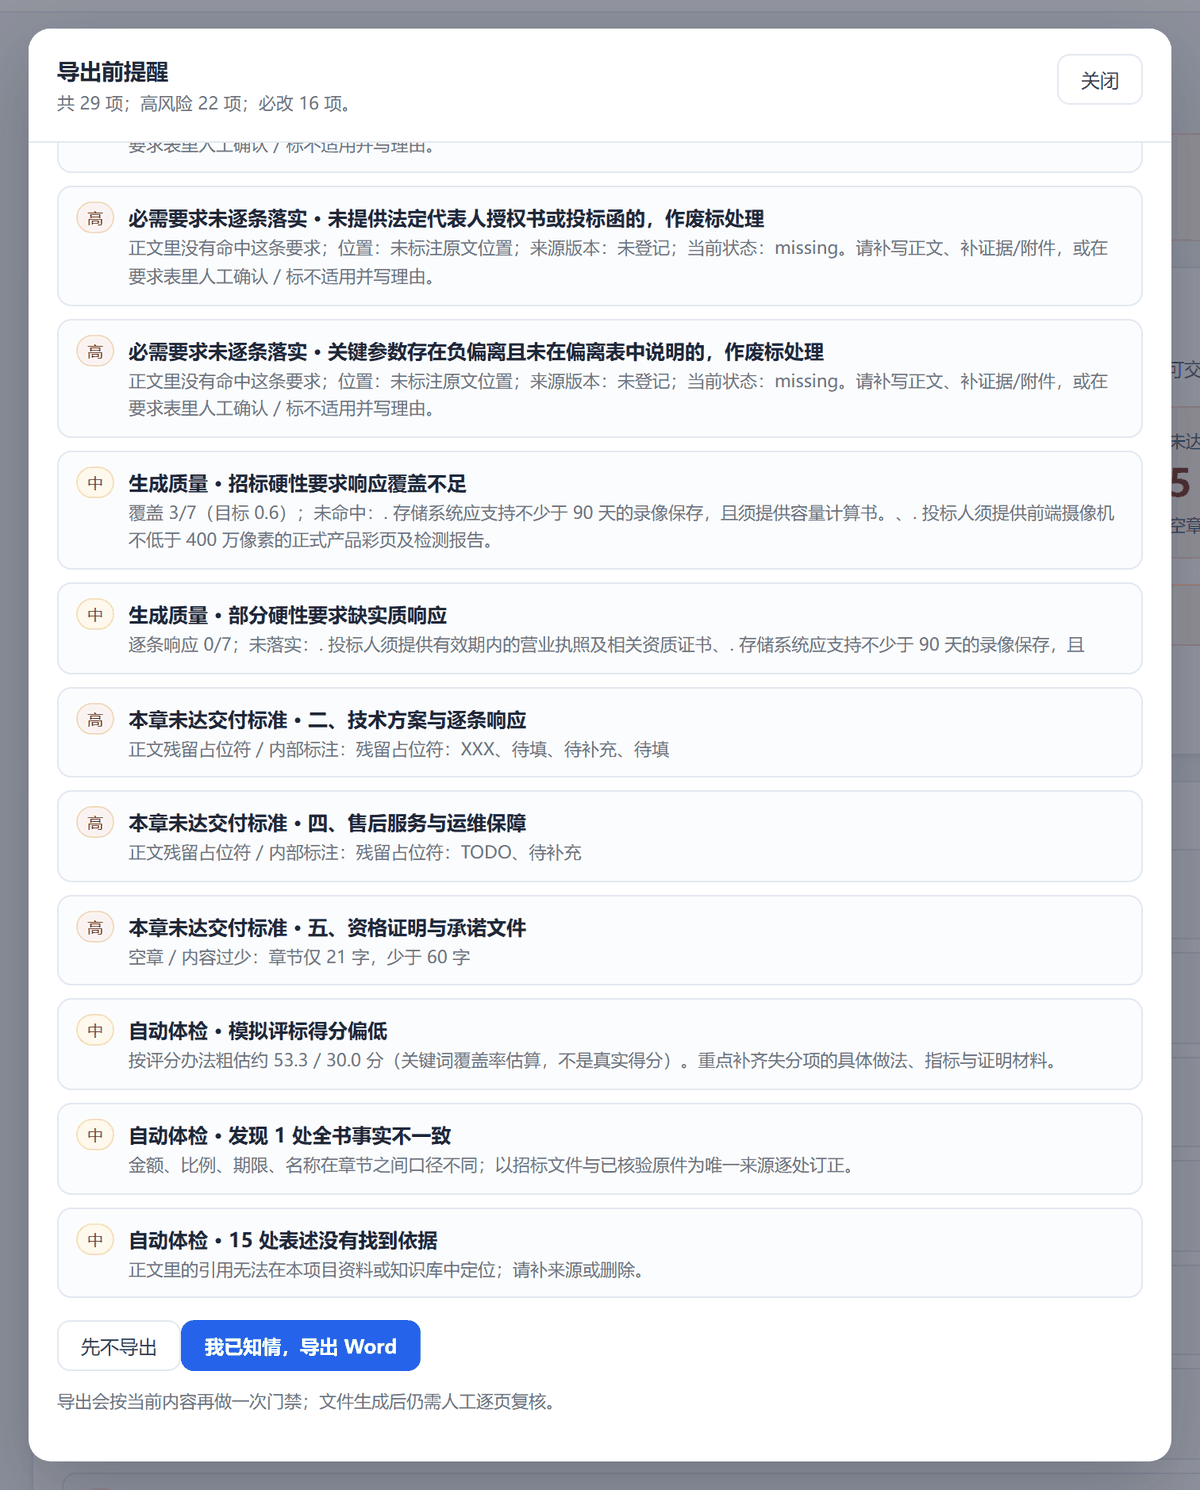 导出前提醒
共 29 项；高风险 22 项；必改 16 项。
关闭
要求表里人工确认 / 标不适用并写理由。
高
必需要求未逐条落实 • 未提供法定代表人授权书或投标函的，作废标处理
正文里没有命中这条要求；位置：未标注原文位置；来源版本：未登记；当前状态：missing。请补写正文、补证据/附件，或在
要求表里人工确认 / 标不适用并写理由。
高
必需要求未逐条落实 • 关键参数存在负偏离且未在偏离表中说明的，作废标处理
正文里没有命中这条要求；位置：未标注原文位置；来源版本：未登记；当前状态：missing。请补写正文、补证据/附件，或在
要求表里人工确认 / 标不适用并写理由。
中
生成质量 • 招标硬性要求响应覆盖不足
覆盖 3/7（目标 0.6）；未命中：. 存储系统应支持不少于 90 天的录像保存，且须提供容量计算书。、. 投标人须提供前端摄像机
不低于 400 万像素的正式产品彩页及检测报告。
中
生成质量 • 部分硬性要求缺实质响应
逐条响应 0/7；未落实：. 投标人须提供有效期内的营业执照及相关资质证书、. 存储系统应支持不少于 90 天的录像保存，且
高
本章未达交付标准 • 二、技术方案与逐条响应
正文残留占位符 / 内部标注：残留占位符：XXX、待填、待补充、待填
高
本章未达交付标准 • 四、售后服务与运维保障
正文残留占位符 / 内部标注：残留占位符：TODO、待补充
高
本章未达交付标准 • 五、资格证明与承诺文件
空章 / 内容过少：章节仅 21 字，少于 60 字
中
自动体检 • 模拟评标得分偏低
按评分办法粗估约 53.3 / 30.0 分（关键词覆盖率估算，不是真实得分）。重点补齐失分项的具体做法、指标与证明材料。
中
自动体检 • 发现 1 处全书事实不一致
金额、比例、期限、名称在章节之间口径不同；以招标文件与已核验原件为唯一来源逐处订正。
中
自动体检 • 15 处表述没有找到依据
正文里的引用无法在本项目资料或知识库中定位；请补来源或删除。
先不导出
我已知情，导出 Word
导出会按当前内容再做一次门禁；文件生成后仍需人工逐页复核。
可交
未达
5
空章